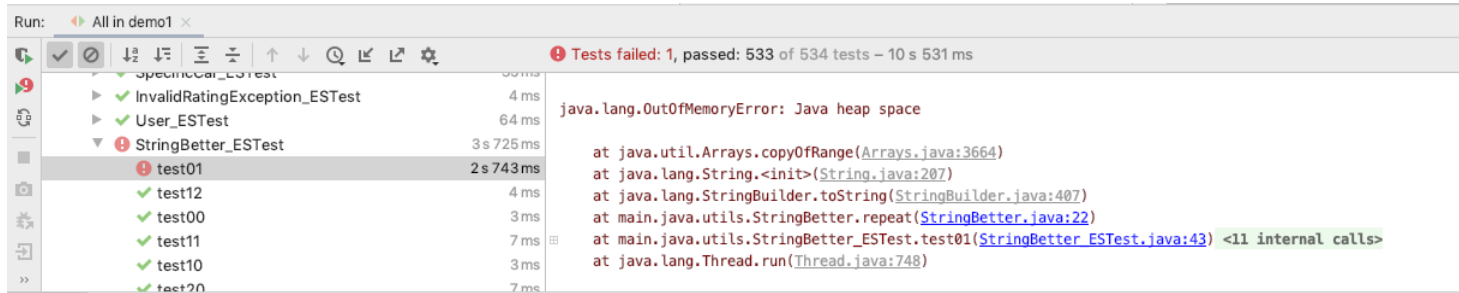 Run: All in demo1 ×
Tests failed: 1, passed: 533 of 534 tests – 10 s 531 ms
SpecificCar_ESTest
InvalidRatingException_ESTest 4 ms
User_ESTest 64 ms
StringBetter_ESTest 3 s 725 ms
test01 2 s 743 ms
test12 4 ms
test00 3 ms
test11 7 ms
test10 3 ms
test20 7 ms
java.lang.OutOfMemoryError: Java heap space
at java.util.Arrays.copyOfRange(Arrays.java:3664)
at java.lang.String.<init>(String.java:207)
at java.lang.StringBuilder.toString(StringBuilder.java:407)
at main.java.utils.StringBetter.repeat(StringBetter.java:22)
at main.java.utils.StringBetter_ESTest.test01(StringBetter_ESTest.java:43) <11 internal calls>
at java.lang.Thread.run(Thread.java:748)